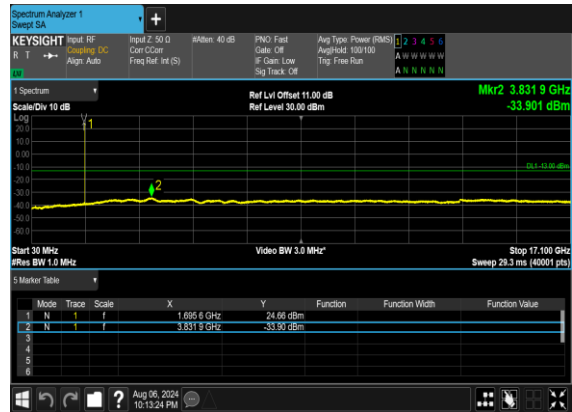 Spectrum Analyzer 1
Swept SA
+
KEYSIGHT
R T
LV
Input: RF
Coupling: DC
Align: Auto
Input Z: 50 Ω
Corr CCorr
Freq Ref: Int (S)
#Atten: 40 dB
PNO: Fast
Gate: Off
IF Gain: Low
Sig Track: Off
Avg Type: Power (RMS)
Avg|Hold: 100/100
Trig: Free Run
1 2 3 4 5 6
A W W W W W
A N N N N N
1 Spectrum
Scale/Div 10 dB
Ref Lvl Offset 11.00 dB
Ref Level 30.00 dBm
Mkr2 3.831 9 GHz
-33.901 dBm
Log
20.0
10.0
0.00
-10.0
-20.0
-30.0
-40.0
-50.0
-60.0
1
2
DL1 -13.00 dBm
Start 30 MHz
#Res BW 1.0 MHz
Video BW 3.0 MHz*
Stop 17.100 GHz
Sweep 29.3 ms (40001 pts)
5 Marker Table
Mode Trace Scale X Y Function Function Width Function Value
1 N 1 f 1.695 6 GHz 24.66 dBm
2 N 1 f 3.831 9 GHz -33.90 dBm
3
4
5
6
?
Aug 06, 2024
10:13:24 PM